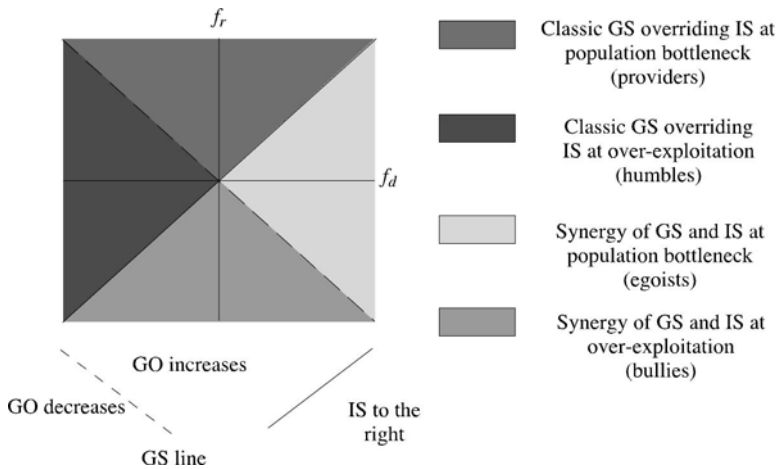 f_r
f_d
Classic GS overriding IS at
population bottleneck
(providers)
Classic GS overriding
IS at over-exploitation
(humbles)
Synergy of GS and IS at
population bottleneck
(egoists)
Synergy of GS and IS at
over-exploitation
(bullies)
GO increases
GO decreases
GS line
IS to the
right